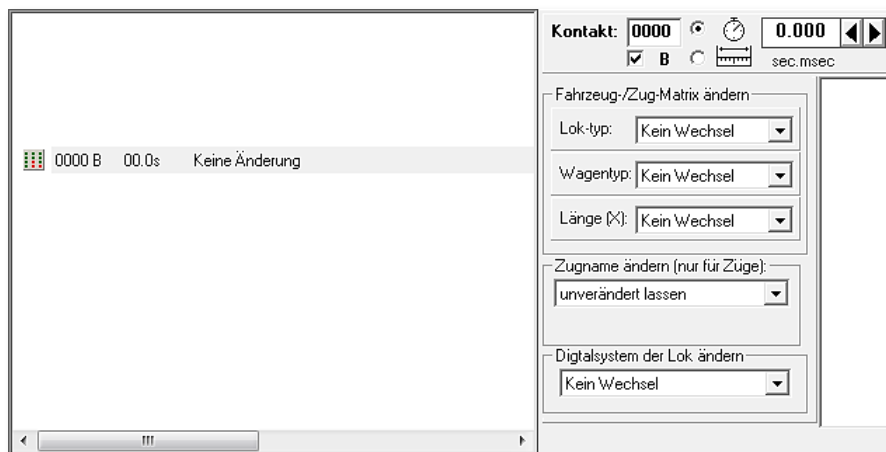 0000 B 00.0s Keine Änderung
Kontakt: 0000 0.000
B sec.msec
Fahrzeug-/Zug-Matrix ändern
Lok-typ: Kein Wechsel
Wagentyp: Kein Wechsel
Länge (X): Kein Wechsel
Zugname ändern (nur für Züge):
unverändert lassen
Digtalsystem der Lok ändern
Kein Wechsel